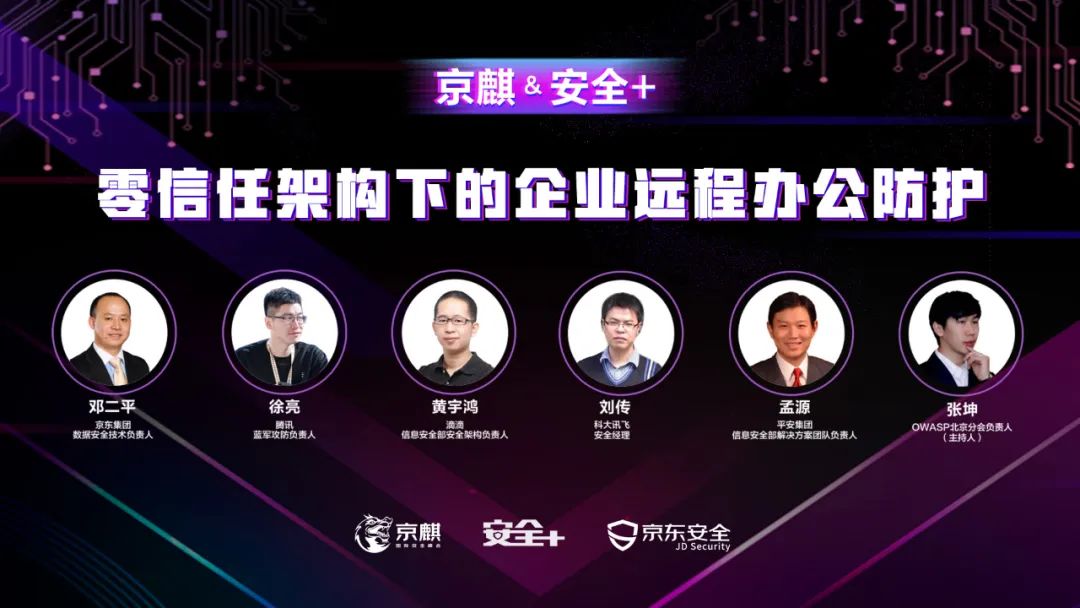 京麒&安全+
零信任架构下的企业远程办公防护
邓二平
京东集团
数据安全技术负责人
徐亮
腾讯
蓝军攻防负责人
黄宇鸿
滴滴
信息安全部安全架构负责人
刘传
科大讯飞
安全经理
孟源
平安集团
信息安全部解决方案团队负责人
张坤
OWASP北京分会负责人
（主持人）
京麒
安全+
京东安全
JD Security